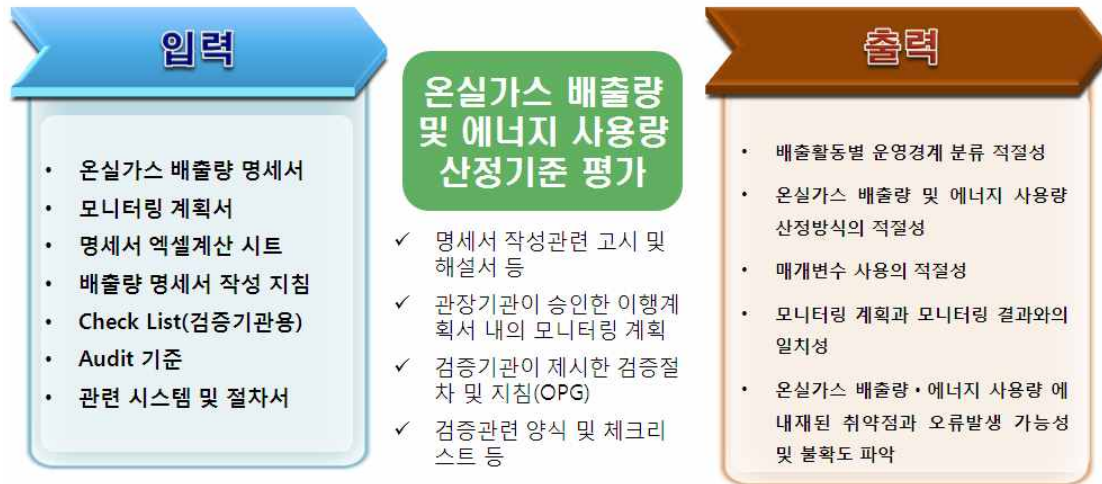 입력
• 온실가스 배출량 명세서
• 모니터링 계획서
• 명세서 엑셀계산 시트
• 배출량 명세서 작성 지침
• Check List(검증기관용)
• Audit 기준
• 관련 시스템 및 절차서
온실가스 배출량
및 에너지 사용량
산정기준 평가
✓ 명세서 작성관련 고시 및
해설서 등
✓ 관장기관이 승인한 이행계
획서 내의 모니터링 계획
✓ 검증기관이 제시한 검증절
차 및 지침(OPG)
✓ 검증관련 양식 및 체크리
스트 등
출력
• 배출활동별 운영경계 분류 적절성
• 온실가스 배출량 및 에너지 사용량
산정방식의 적절성
• 매개변수 사용의 적절성
• 모니터링 계획과 모니터링 결과와의
일치성
• 온실가스 배출량·에너지 사용량 에
내재된 취약점과 오류발생 가능성
및 불확도 파악